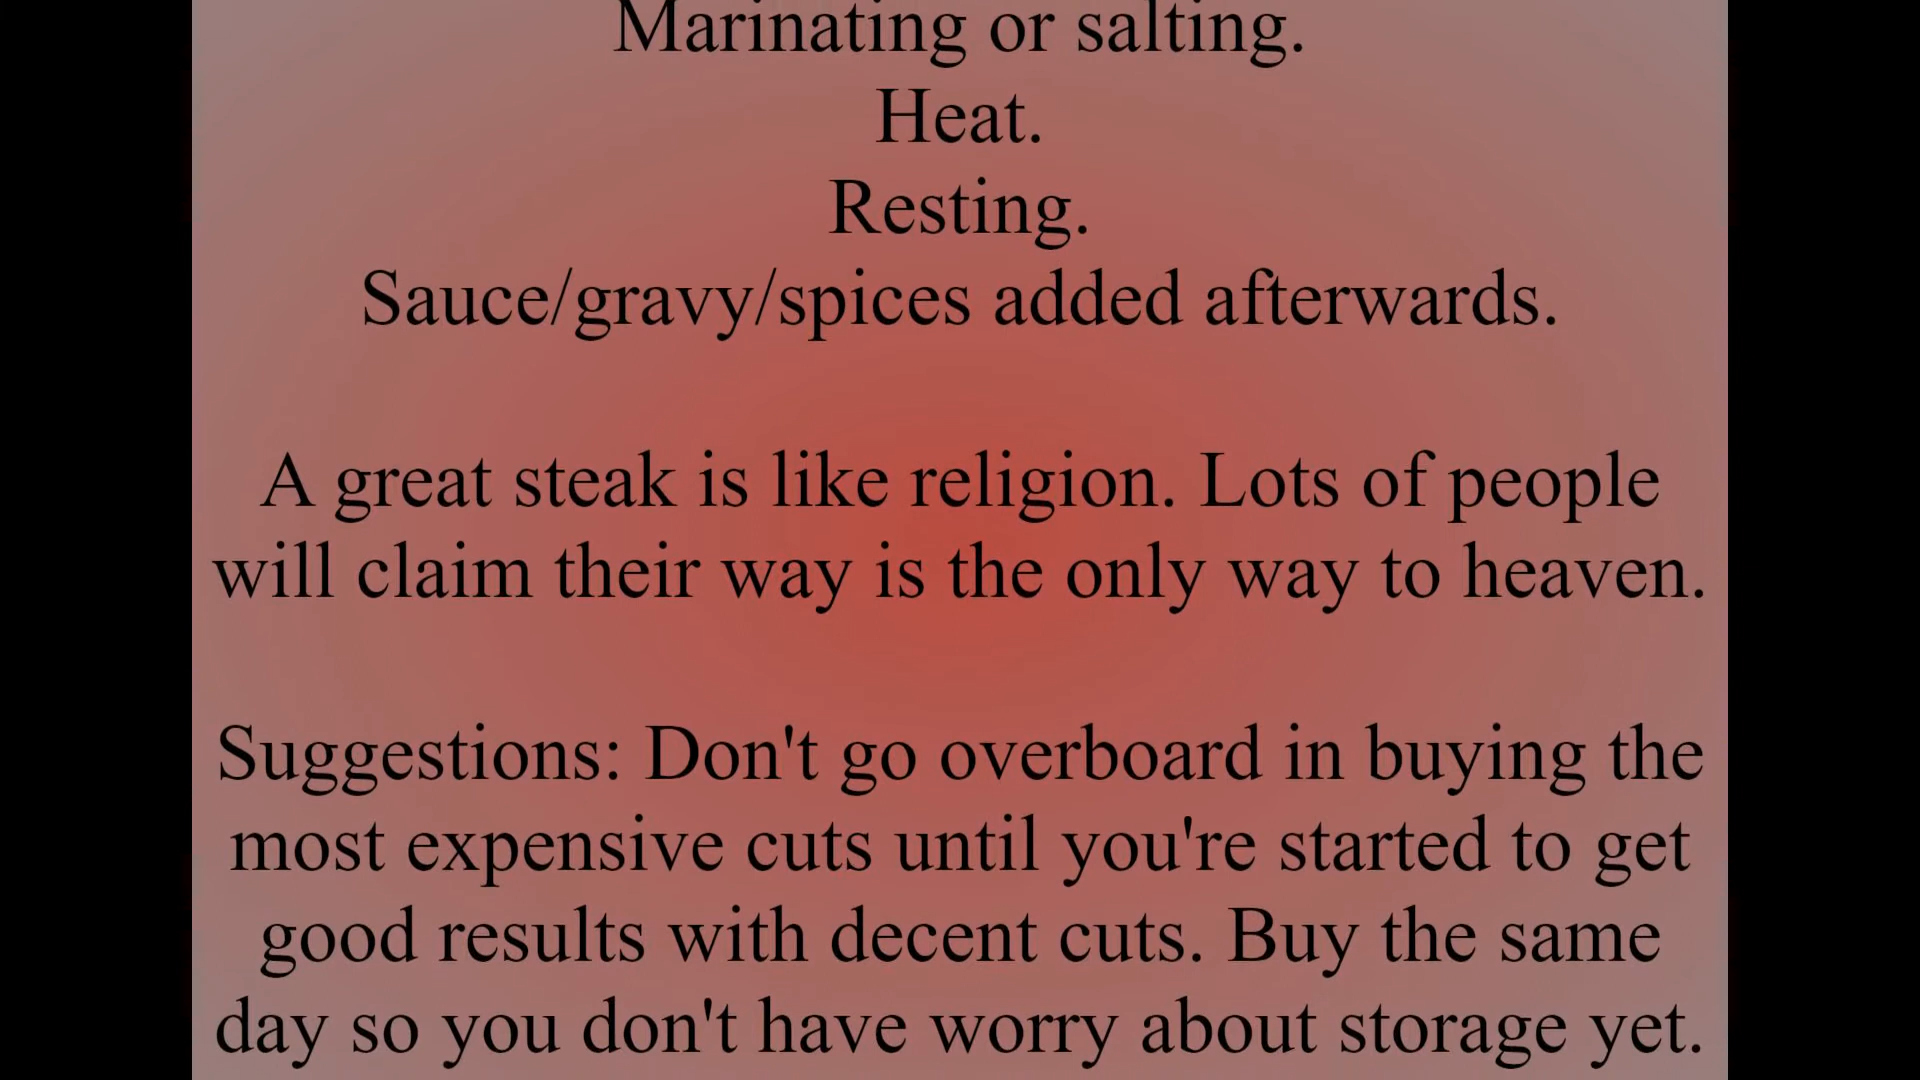 Marinating or salting.
Heat.
Resting.
Sauce/gravy/spices added afterwards.
A great steak is like religion. Lots of people
will claim their way is the only way to heaven.
Suggestions: Don't go overboard in buying the
most expensive cuts until you're started to get
good results with decent cuts. Buy the same
day so you don't have worry about storage yet.